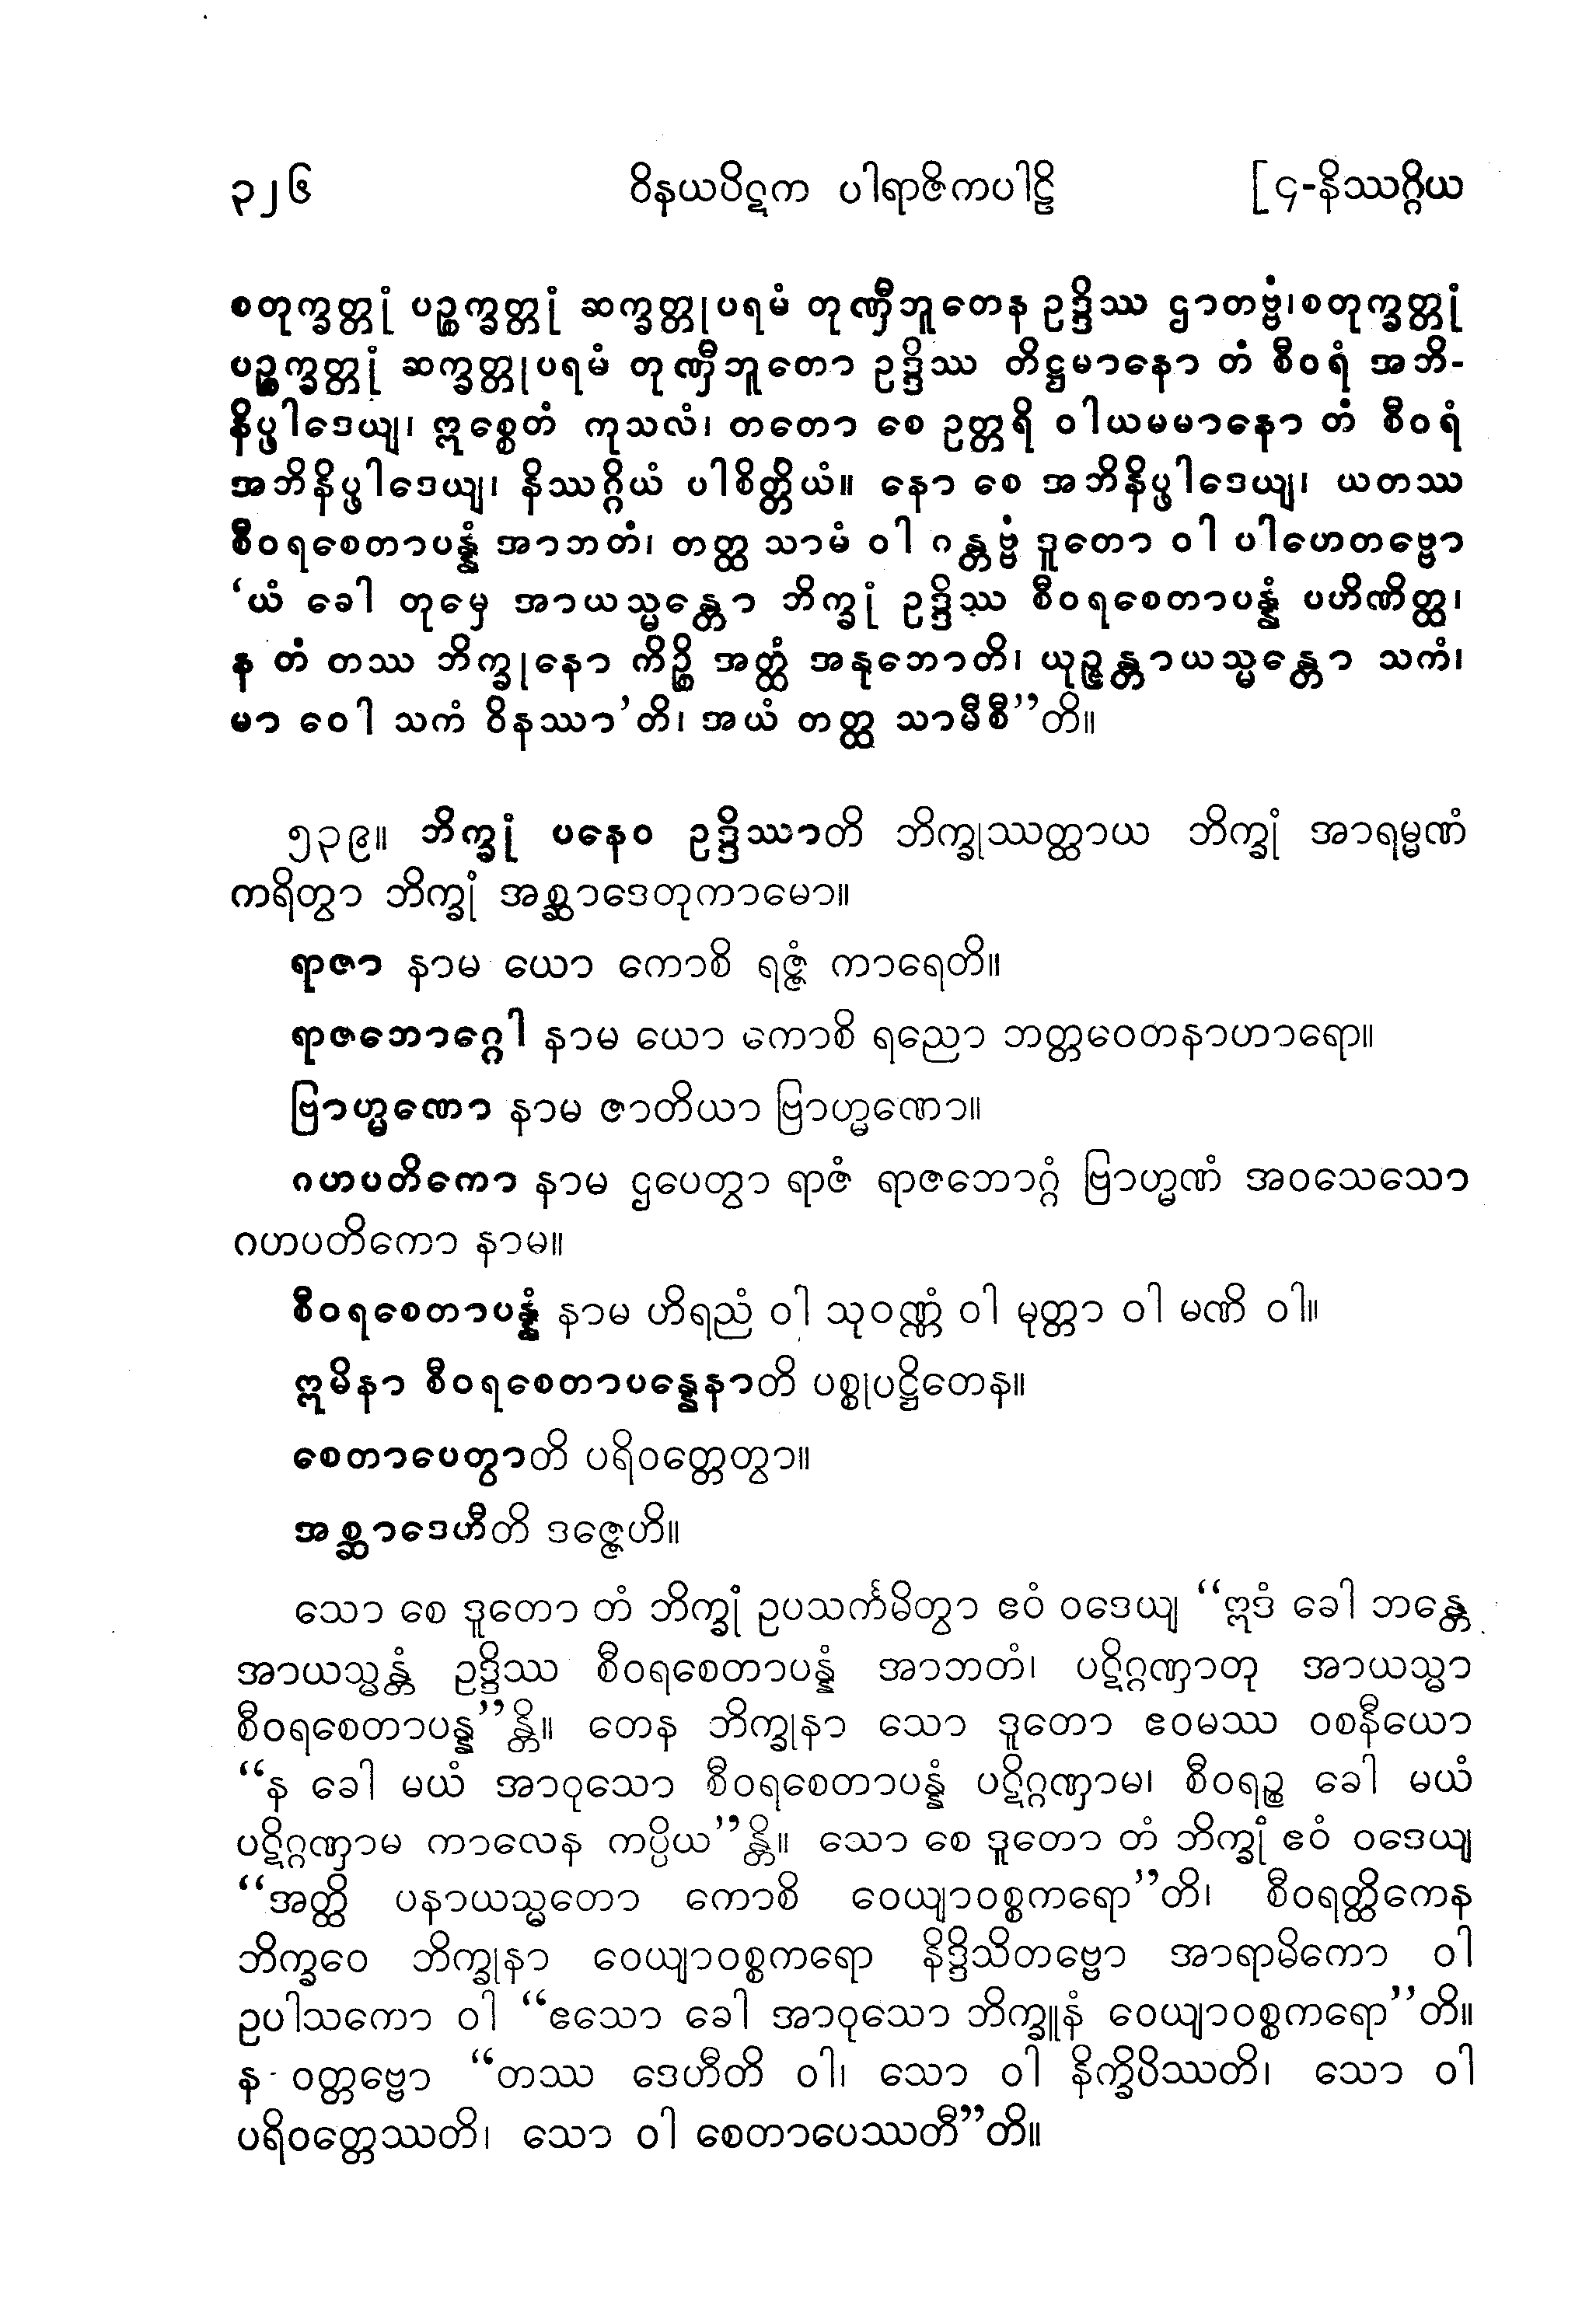 ၃၂၆ ဝိနယပိဋက ပါရာဇိကပါဠိ [၄-နိဿဂ္ဂိယ
စတုက္ခတ္တုံ ပဉ္စက္ခတ္တုံ ဆက္ခတ္တုပရမံ တုဏှီဘူတေန ဥဒ္ဒိဿ ဌာတဗ္ဗံ၊စတုက္ခတ္တုံ
ပဉ္စက္ခတ္တုံ ဆက္ခတ္တုပရမံ တုဏှီဘူတော ဥဒ္ဒိဿ တိဋ္ဌမာနော တံ စီဝရံ အဘိ-
နိပ္ဖါဒေယျ၊ ဣစ္စေတံ ကုသလံ၊ တတော စေ ဥတ္တရိ ဝါယမမာနော တံ စီဝရံ
အဘိနိပ္ဖါဒေယျ၊ နိဿဂ္ဂိယံ ပါစိတ္တိယံ။ နော စေ အဘိနိပ္ဖါဒေယျ၊ ယတဿ
စီဝရစေတာပန္နံ အာဘတံ၊ တတ္ထ သာမံ ဝါ ဂန္တဗ္ဗံ ဒူတော ဝါ ပါဟေတဗ္ဗော
‘ယံ ခေါ တုမှေ အာယသ္မန္တော ဘိက္ခုံ ဥဒ္ဒိဿ စီဝရစေတာပန္နံ ပဟိဏိတ္ထ၊
န တံ တဿ ဘိက္ခုနော ကိဉ္စိ အတ္ထံ အနုဘောတိ၊ ယုဉ္ဇန္တာယသ္မန္တော သကံ၊
မာ ဝေါ သကံ ဝိနဿာ’တိ၊ အယံ တတ္ထ သာမီစီ”တိ။
၅၃၉။ ဘိက္ခုံ ပနေဝ ဥဒ္ဒိဿာတိ ဘိက္ခုဿတ္ထာယ ဘိက္ခုံ အာရမ္မဏံ
ကရိတွာ ဘိက္ခုံ အစ္ဆာဒေတုကာမော။
ရာဇာ နာမ ယော ကောစိ ရဇ္ဇံ ကာရေတိ။
ရာဇဘောဂ္ဂေါ နာမ ယော ကောစိ ရညော ဘတ္တဝေတနာဟာရော။
ဗြာဟ္မဏော နာမ ဇာတိယာ ဗြာဟ္မဏော။
ဂဟပတိကော နာမ ဌပေတွာ ရာဇံ ရာဇဘောဂ္ဂံ ဗြာဟ္မဏံ အဝသေသော
ဂဟပတိကော နာမ။
စီဝရစေတာပန္နံ နာမ ဟိရညံ ဝါ သုဝဏ္ဏံ ဝါ မုတ္တာ ဝါ မဏိ ဝါ။
ဣမိနာ စီဝရစေတာပန္နေနာတိ ပစ္စုပဋ္ဌိတေန။
စေတာပေတွာတိ ပရိဝတ္တေတွာ။
အစ္ဆာဒေဟီတိ ဒဇ္ဇေဟိ။
သော စေ ဒူတော တံ ဘိက္ခုံ ဥပသင်္ကမိတွာ ဧဝံ ဝဒေယျ “ဣဒံ ခေါ ဘန္တေ
အာယသ္မန္တံ ဥဒ္ဒိဿ စီဝရစေတာပန္နံ အာဘတံ၊ ပဋိဂ္ဂဏှာတု အာယသ္မာ
စီဝရစေတာပန္န”န္တိ။ တေန ဘိက္ခုနာ သော ဒူတော ဧဝမဿ ဝစနီယော
“န ခေါ မယံ အာဝုသော စီဝရစေတာပန္နံ ပဋိဂ္ဂဏှာမ၊ စီဝရဉ္စ ခေါ မယံ
ပဋိဂ္ဂဏှာမ ကာလေန ကပ္ပိယ”န္တိ။ သော စေ ဒူတော တံ ဘိက္ခုံ ဧဝံ ဝဒေယျ
“အတ္ထိ ပနာယသ္မတော ကောစိ ဝေယျာဝစ္စကရော”တိ၊ စီဝရတ္ထိကေန
ဘိက္ခဝေ ဘိက္ခုနာ ဝေယျာဝစ္စကရော နိဒ္ဒိသိတဗ္ဗော အာရာမိကော ဝါ
ဥပါသကော ဝါ “ဧသော ခေါ အာဝုသော ဘိက္ခူနံ ဝေယျာဝစ္စကရော”တိ။
န ဝတ္တဗ္ဗော “တဿ ဒေဟီတိ ဝါ၊ သော ဝါ နိက္ခိပိဿတိ၊ သော ဝါ
ပရိဝတ္တေဿတိ၊ သော ဝါ စေတာပေဿတီ”တိ။